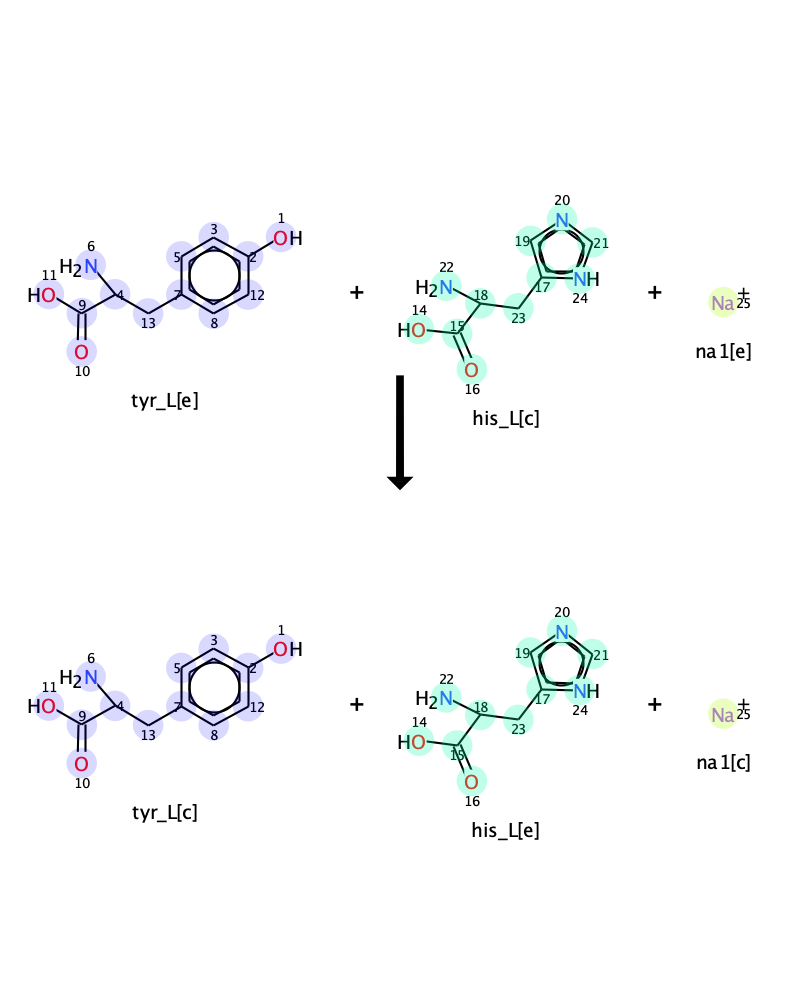 1
3
OH
6
5
2
H2N
11
4
7
12
HO
9
13
8
O
10
tyr_L[e]
+
20
N
19
21
22
H2N
NH
17
24
18
14
23
HO
15
O
16
his_L[c]
+
Na+
25
na1[e]
1
3
OH
6
5
2
H2N
11
4
7
12
HO
9
13
8
O
10
tyr_L[c]
+
20
N
19
21
22
H2N
NH
17
24
18
14
23
HO
15
O
16
his_L[e]
+
Na+
25
na1[c]